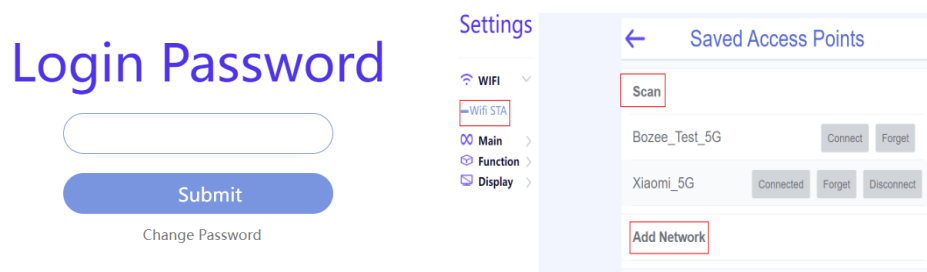 Login Password
Submit
Change Password
Settings
WIFI
Wifi STA
Main
Function
Display
Saved Access Points
Scan
Bozee_Test_5G Connect Forget
Xiaomi_5G Connected Forget Disconnect
Add Network